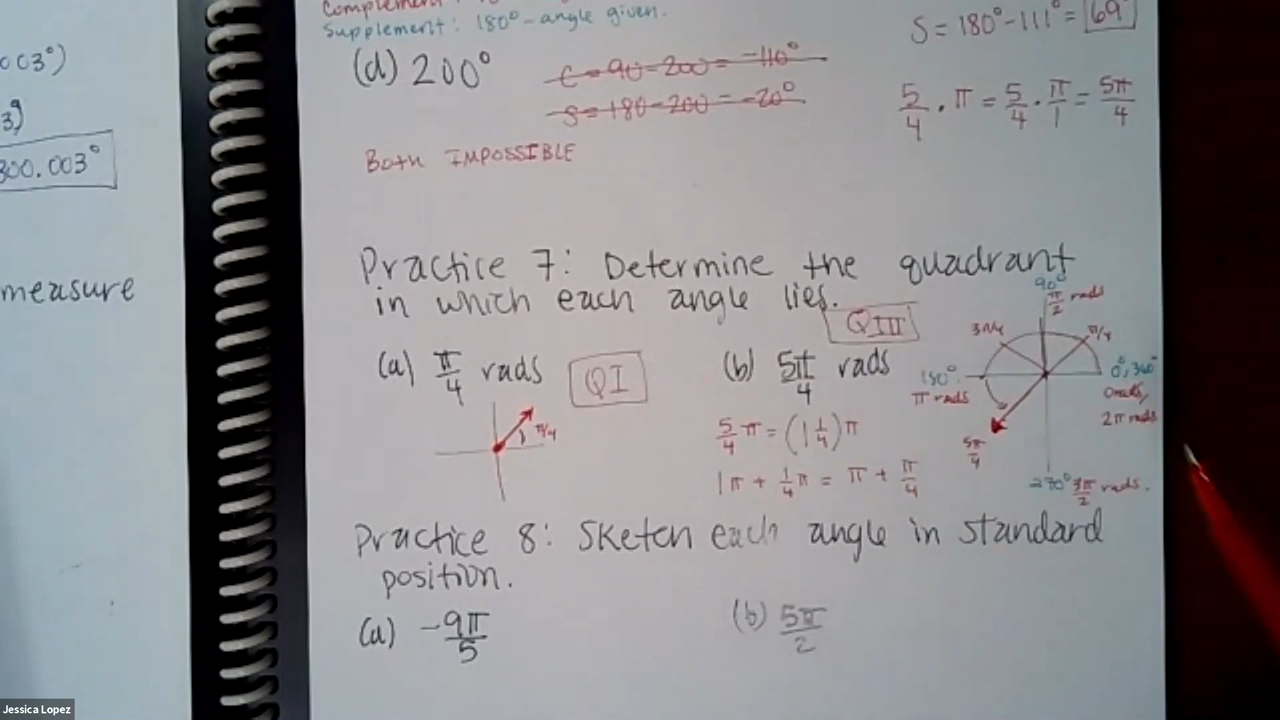 Supplement: 180° - angle given.
S = 180° - 111° = 69°
(d) 200°
C = 90 - 200 = -110°
S = 180 - 200 = -20°
5/4 · π = 5/4 · π/1 = 5π/4
Both IMPOSSIBLE
003°)
3)
300.003°
measure
Practice 7: Determine the quadrant
in which each angle lies.
QIII
(a) π/4 rads
QI
π/4
(b) 5π/4 rads
5/4 π = (1 1/4) π
1π + 1/4 π = π + π/4
90°
π/2 rads
3π/4
π/4
180°
π rads
0°, 360°
0 rads,
2π rads
5π/4
270° 3π/2 rads.
Practice 8: Sketch each angle in standard
position.
(a) -9π/5
(b) 5π/2
Jessica Lopez